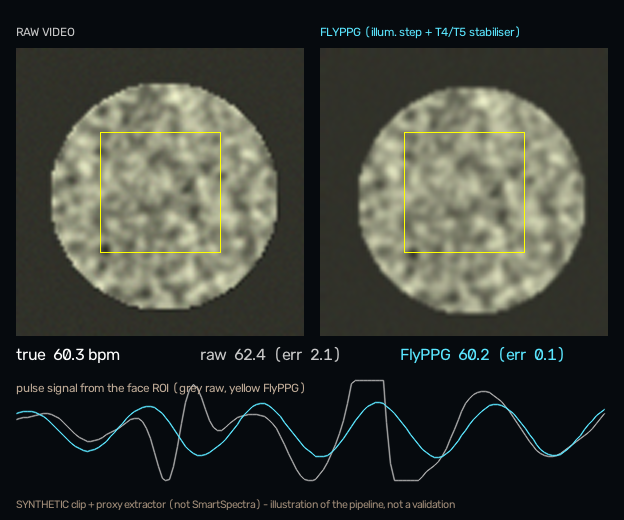 RAW VIDEO
FLYPPG (illum. step + T4/T5 stabiliser)
true 60.3 bpm
raw 62.4 (err 2.1)
FlyPPG 60.2 (err 0.1)
pulse signal from the face ROI (grey raw, yellow FlyPPG)
SYNTHETIC clip + proxy extractor (not SmartSpectra) - illustration of the pipeline, not a validation